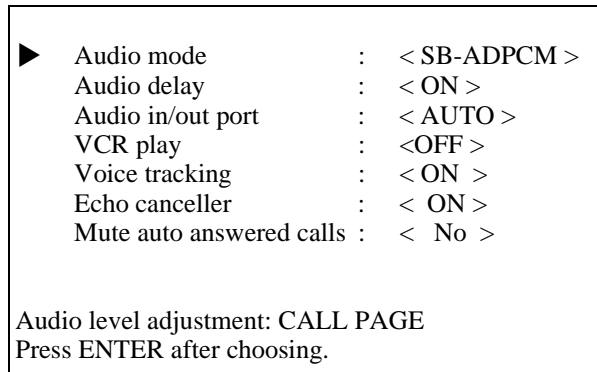 ▶ Audio mode : < SB-ADPCM >
Audio delay : < ON >
Audio in/out port : < AUTO >
VCR play : <OFF >
Voice tracking : < ON >
Echo canceller : < ON >
Mute auto answered calls : < No >
Audio level adjustment: CALL PAGE
Press ENTER after choosing.